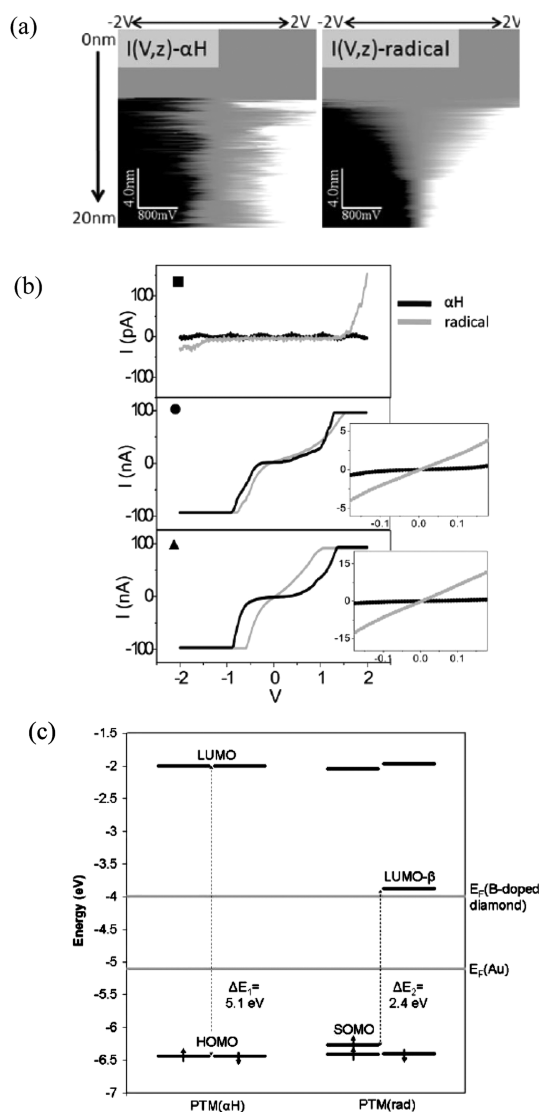 (a)
-2V 2V -2V 2V
0nm
I(V,z)-αH I(V,z)-radical
20nm
4.0nm
800mV
4.0nm
800mV
(b)
I (pA)
100
0
-100
αH
radical
I (nA)
100
0
-100
5
0
-5
-0.1 0.0 0.1
I (nA)
100
0
-100
15
0
-15
-0.1 0.0 0.1
-2 -1 0 1 2
V
(c)
Energy (eV)
-1.5
-2
-2.5
-3
-3.5
-4
-4.5
-5
-5.5
-6
-6.5
-7
LUMO
LUMO-β
E_F(B-doped
diamond)
E_F(Au)
ΔE₁=
5.1 eV
ΔE₂=
2.4 eV
HOMO
SOMO
PTM(αH) PTM(rad)